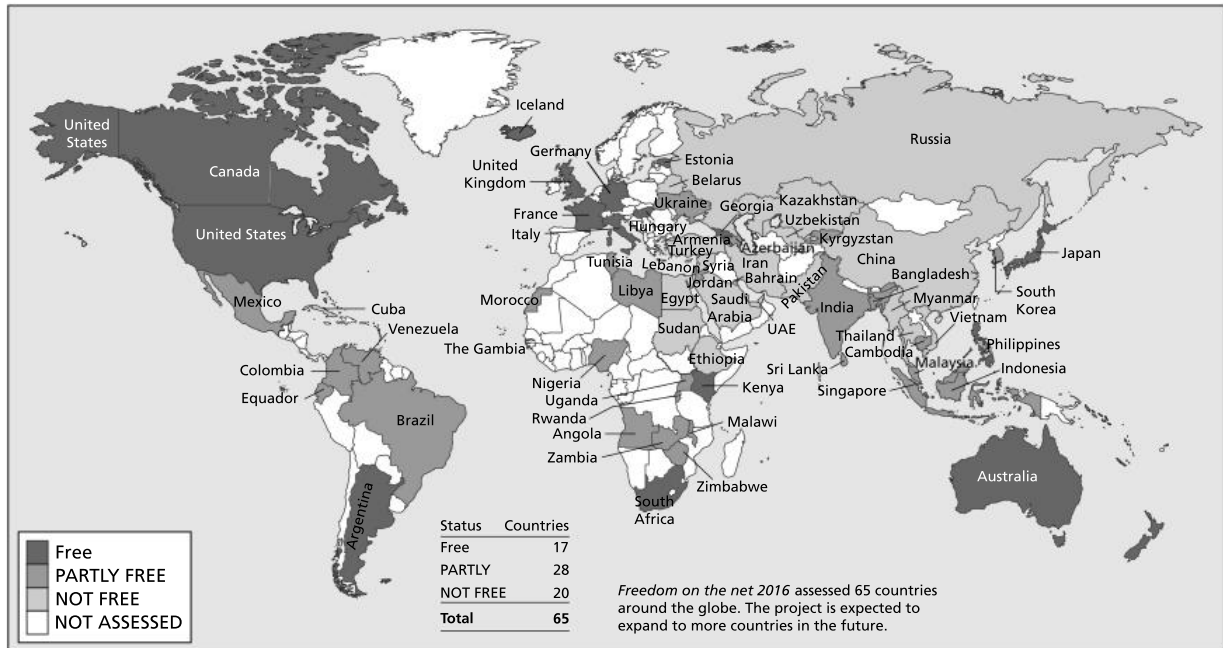 Iceland
United
States
Russia
Germany
Estonia
United
Kingdom
Belarus
Canada
Ukraine
Georgia
Kazakhstan
France
Uzbekistan
Hungary
United States
Italy
Armenia
Azerbaijan
Kyrgyzstan
Turkey
Japan
Tunisia
Lebanon
Syria
Iran
China
Jordan
Bahrain
Bangladesh
Pakistan
Mexico
Morocco
Libya
Egypt
Saudi
Arabia
India
Myanmar
South
Korea
Cuba
Vietnam
Venezuela
Sudan
UAE
Thailand
The Gambia
Cambodia
Philippines
Ethiopia
Malaysia
Colombia
Sri Lanka
Indonesia
Nigeria
Kenya
Singapore
Equador
Uganda
Rwanda
Brazil
Malawi
Angola
Zambia
Zimbabwe
Australia
Argentina
South
Africa
Status Countries
Free 17
PARTLY 28
NOT FREE 20
Total 65
Free
PARTLY FREE
NOT FREE
NOT ASSESSED
Freedom on the net 2016 assessed 65 countries
around the globe. The project is expected to
expand to more countries in the future.